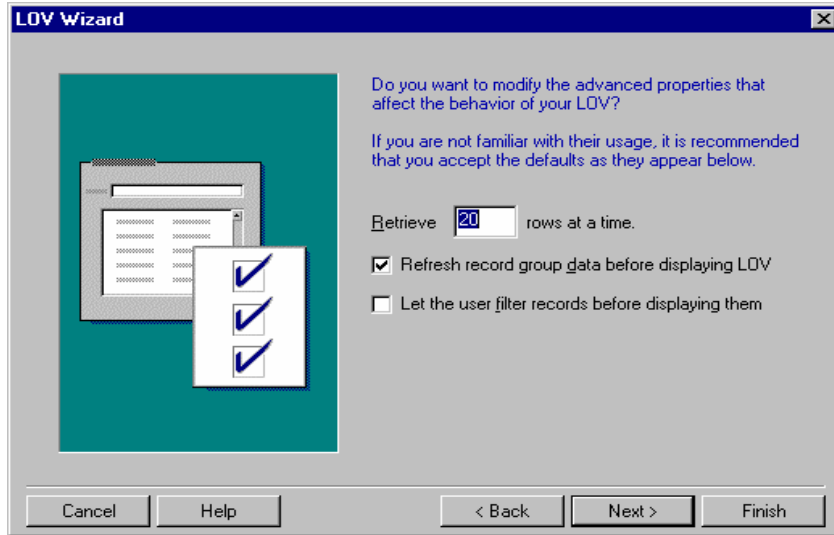 LOV Wizard
Do you want to modify the advanced properties that
affect the behavior of your LOV?
If you are not familiar with their usage, it is recommended
that you accept the defaults as they appear below.
Retrieve 20 rows at a time.
Refresh record group data before displaying LOV
Let the user filter records before displaying them
Cancel Help < Back Next > Finish